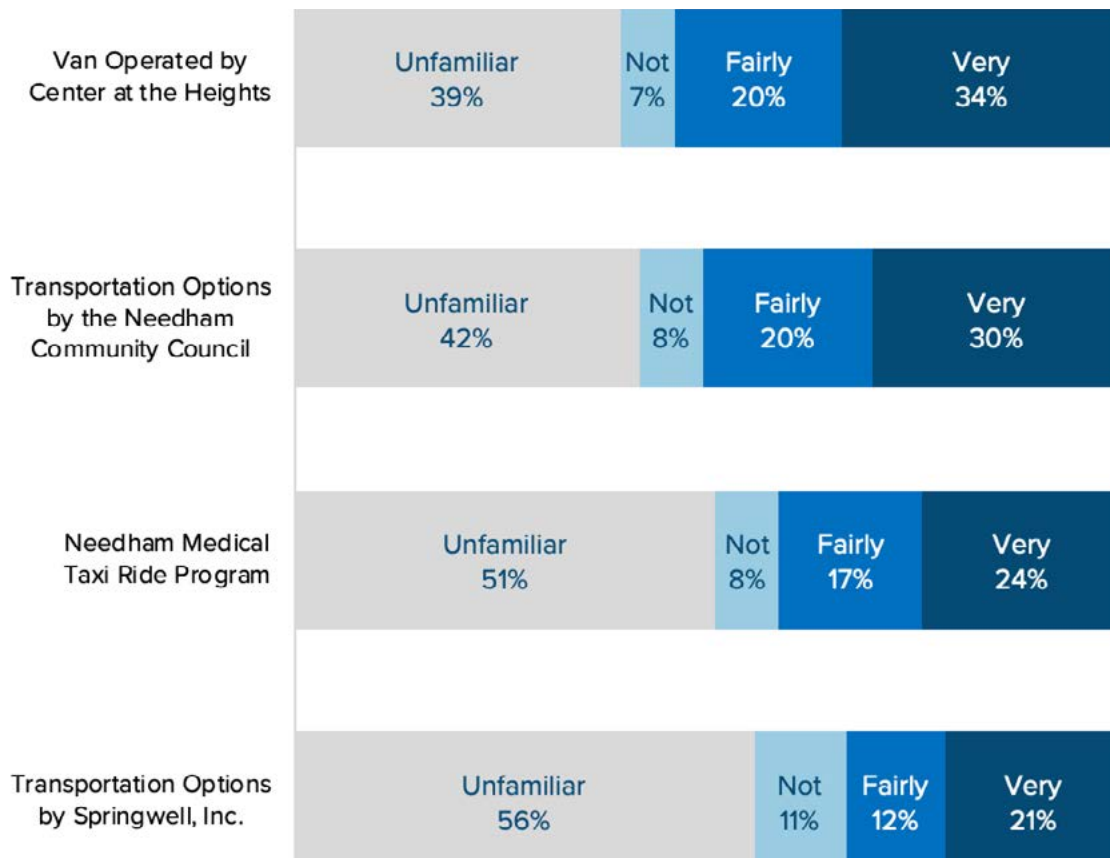 Van Operated by
Center at the Heights
Unfamiliar
39%
Not
7%
Fairly
20%
Very
34%
Transportation Options
by the Needham
Community Council
Unfamiliar
42%
Not
8%
Fairly
20%
Very
30%
Needham Medical
Taxi Ride Program
Unfamiliar
51%
Not
8%
Fairly
17%
Very
24%
Transportation Options
by Springwell, Inc.
Unfamiliar
56%
Not
11%
Fairly
12%
Very
21%